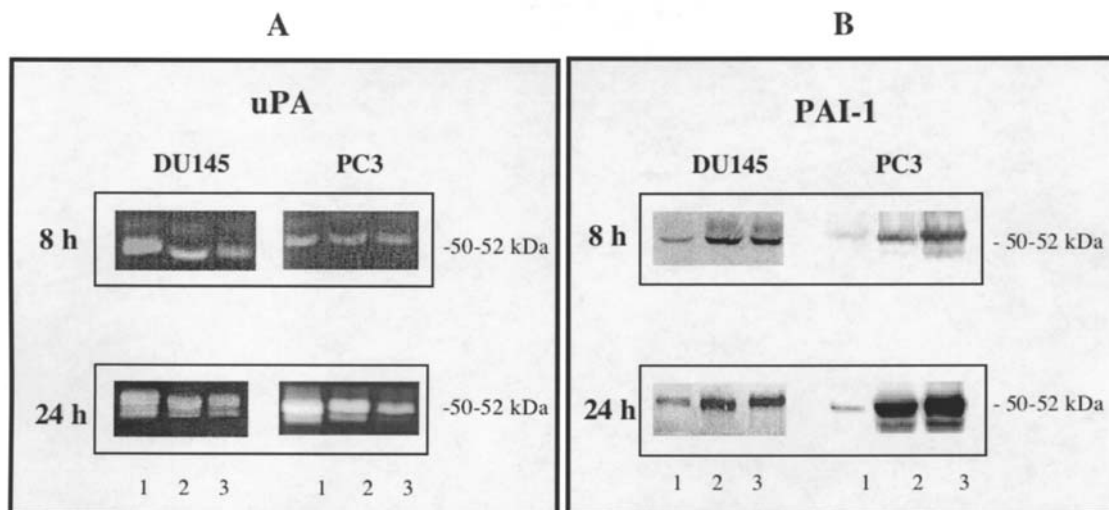 A
B
uPA
DU145 PC3
8 h
-50-52 kDa
24 h
-50-52 kDa
1 2 3 1 2 3
PAI-1
DU145 PC3
8 h
- 50-52 kDa
24 h
- 50-52 kDa
1 2 3 1 2 3